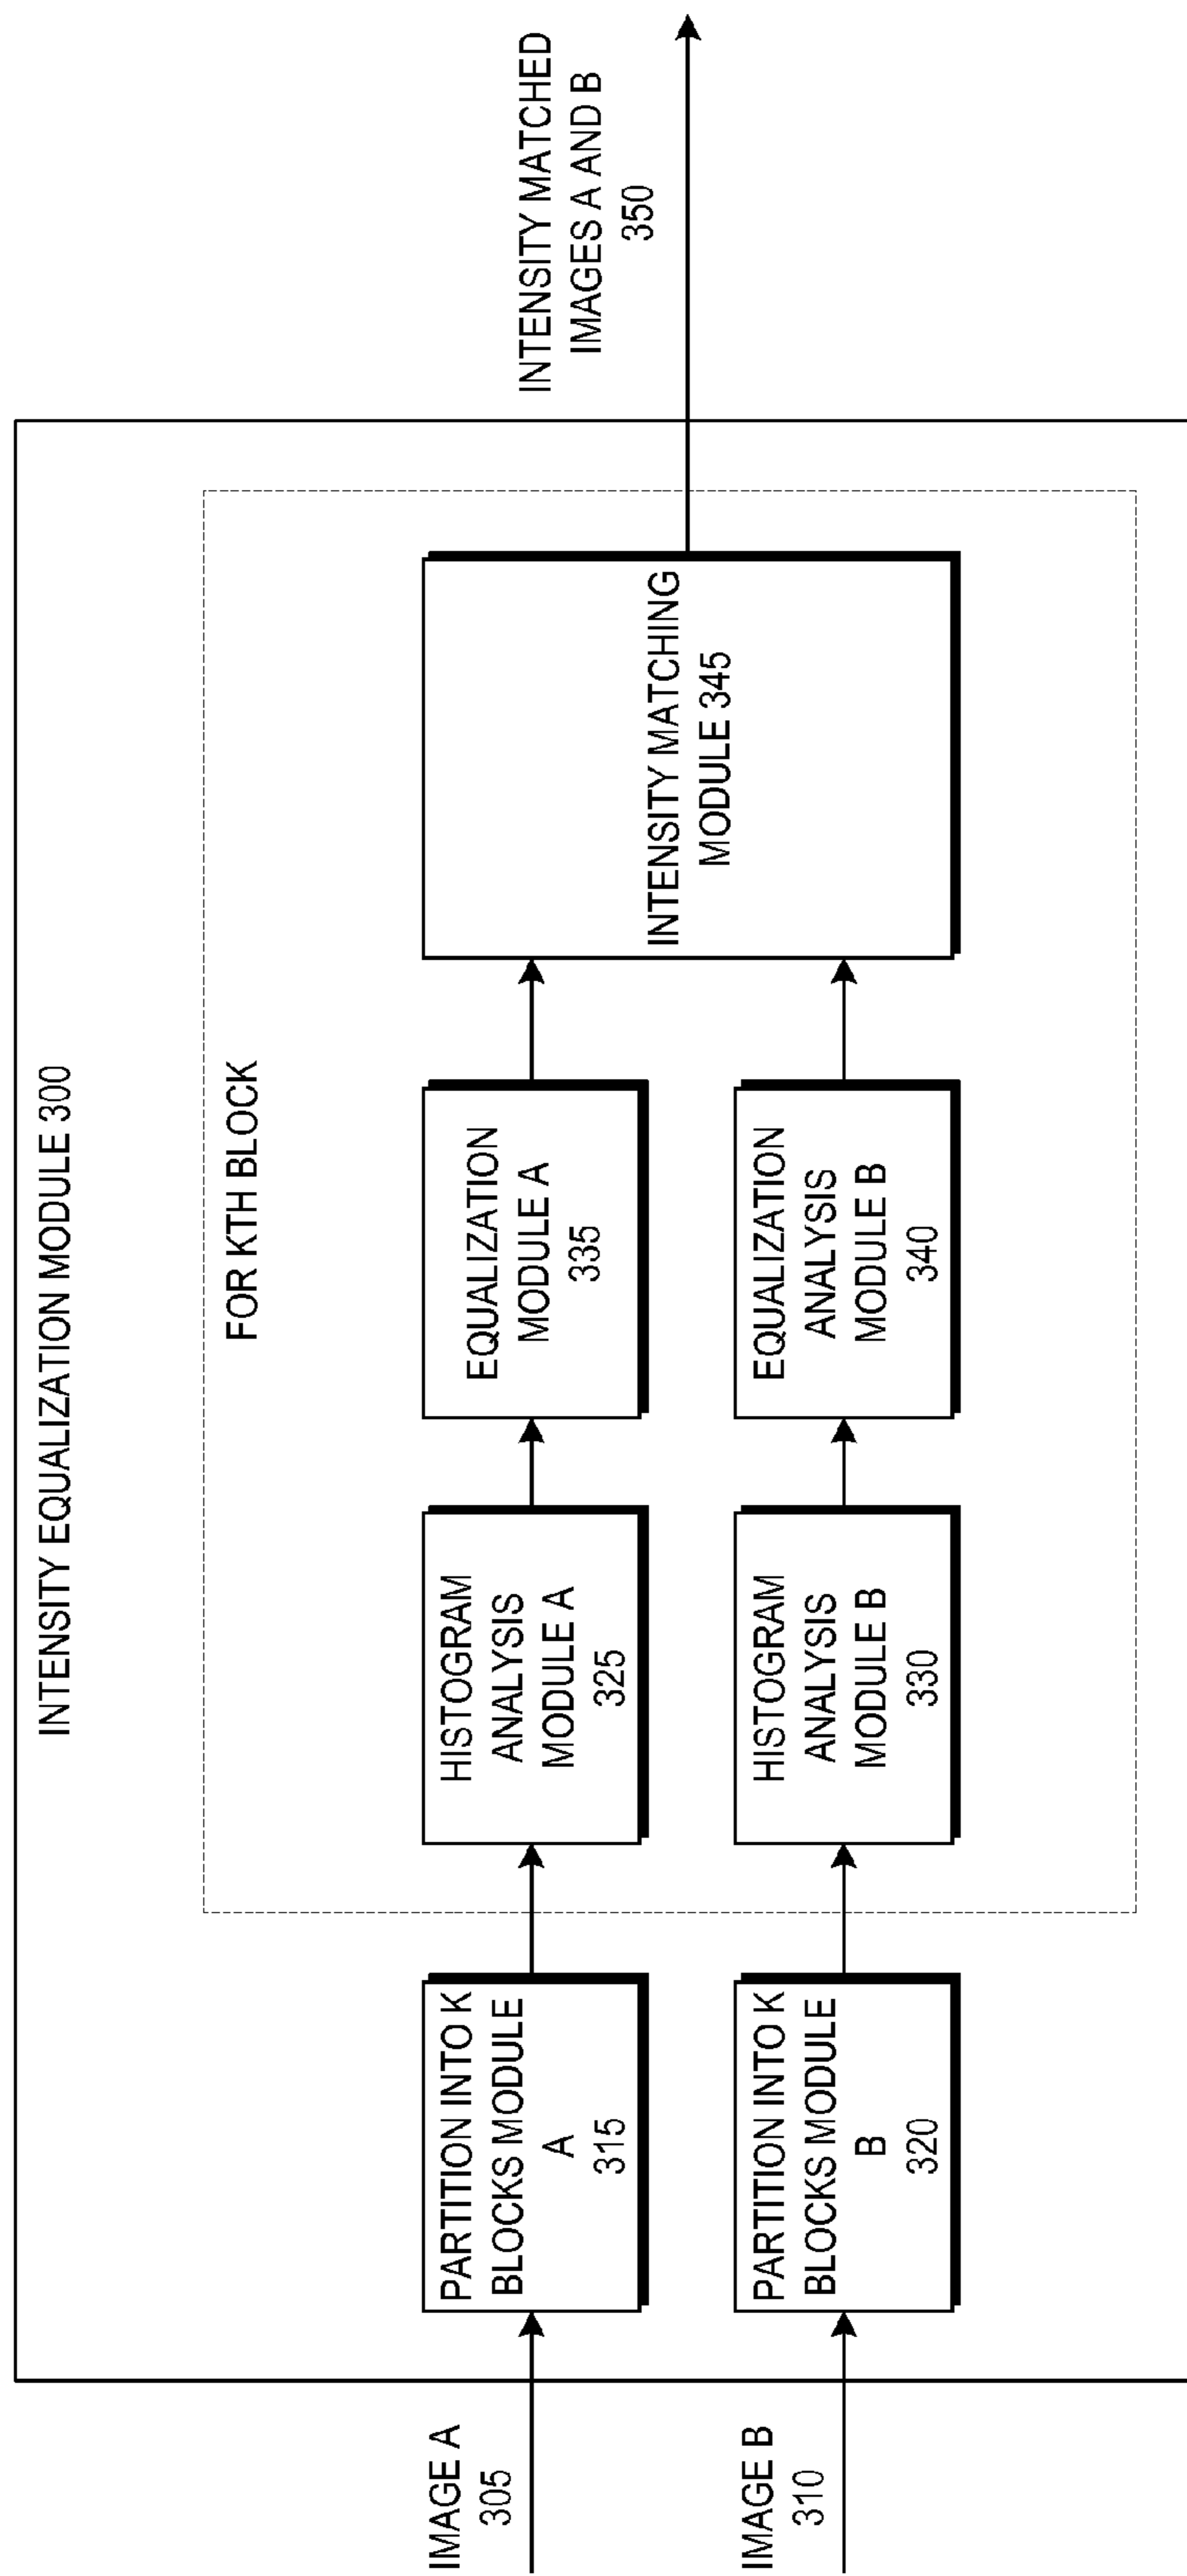 INTENSITY EQUALIZATION MODULE 300
FOR KTH BLOCK
IMAGE A
305
PARTITION INTO K
BLOCKS MODULE
A
315
HISTOGRAM
ANALYSIS
MODULE A
325
EQUALIZATION
MODULE A
335
IMAGE B
310
PARTITION INTO K
BLOCKS MODULE
B
320
HISTOGRAM
ANALYSIS
MODULE B
330
EQUALIZATION
ANALYSIS
MODULE B
340
INTENSITY MATCHING
MODULE 345
INTENSITY MATCHED
IMAGES A AND B
350